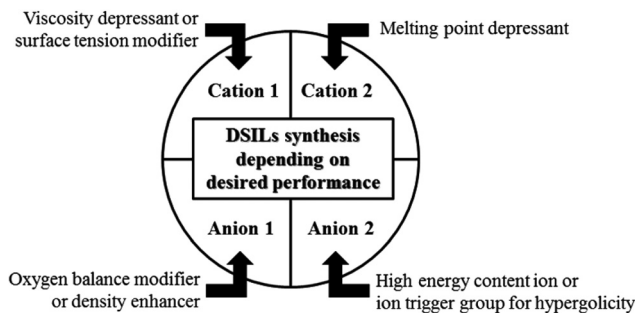 Viscosity depressant or
surface tension modifier
Melting point depressant
Cation 1
Cation 2
DSILs synthesis
depending on
desired performance
Anion 1
Anion 2
Oxygen balance modifier
or density enhancer
High energy content ion or
ion trigger group for hypergolicity